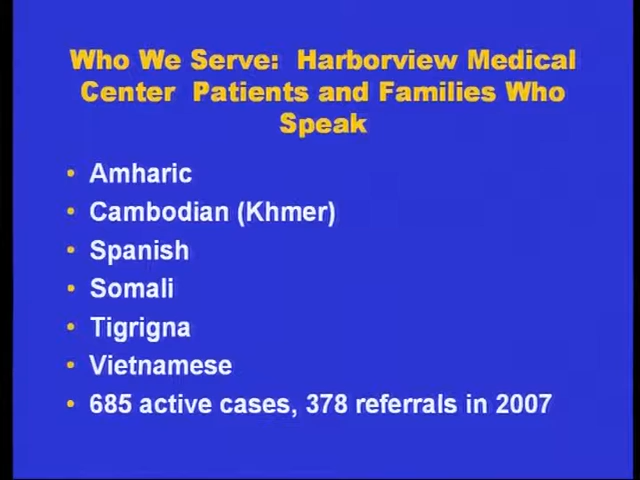 Who We Serve: Harborview Medical
Center Patients and Families Who
Speak
• Amharic
• Cambodian (Khmer)
• Spanish
• Somali
• Tigrigna
• Vietnamese
• 685 active cases, 378 referrals in 2007